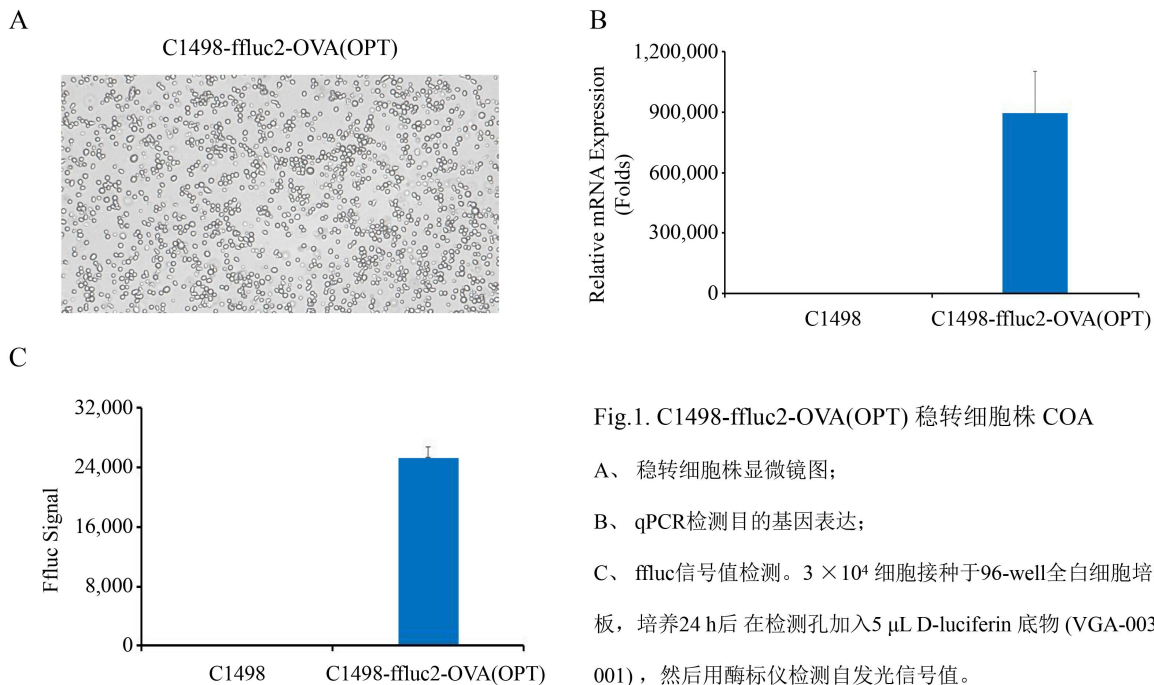 A
C1498-ffluc2-OVA(OPT)
B
Relative mRNA Expression
(Folds)
1,200,000
900,000
600,000
300,000
0
C1498
C1498-ffluc2-OVA(OPT)
C
Ffluc Signal
32,000
24,000
16,000
8,000
0
C1498
C1498-ffluc2-OVA(OPT)
Fig.1. C1498-ffluc2-OVA(OPT) 稳转细胞株 COA
A、 稳转细胞株显微镜图;
B、 qPCR检测目的基因表达;
C、 ffluc信号值检测。3 ×10⁴ 细胞接种于96-well全白细胞培
板，培养24 h后 在检测孔加入5 μL D-luciferin 底物 (VGA-003
001) ，然后用酶标仪检测自发光信号值。